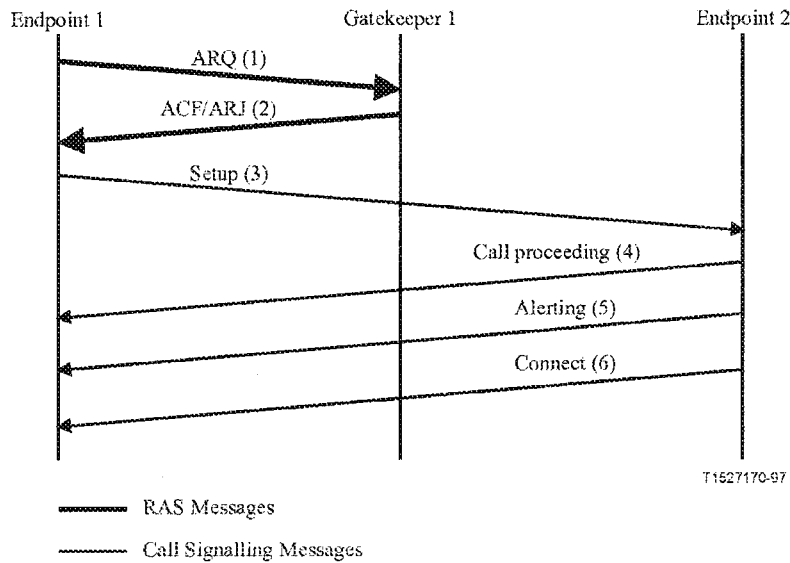 Endpoint 1
Gatekeeper 1
Endpoint 2
ARQ (1)
ACF/ARJ (2)
Setup (3)
Call proceeding (4)
Alerting (5)
Connect (6)
T1527170-97
RAS Messages
Call Signalling Messages